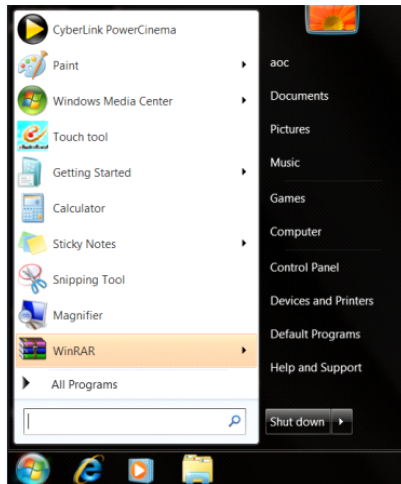 CyberLink PowerCinema
Paint
Windows Media Center
Touch tool
Getting Started
Calculator
Sticky Notes
Snipping Tool
Magnifier
WinRAR
All Programs
aoc
Documents
Pictures
Music
Games
Computer
Control Panel
Devices and Printers
Default Programs
Help and Support
Shut down